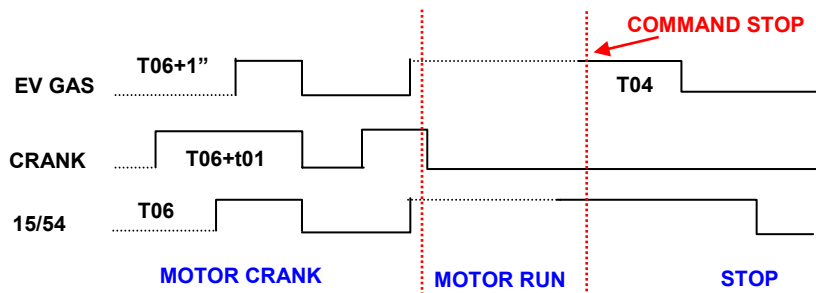 COMMAND STOP
T06+1”
EV GAS
T04
CRANK
T06+t01
T06
15/54
MOTOR CRANK
MOTOR RUN
STOP